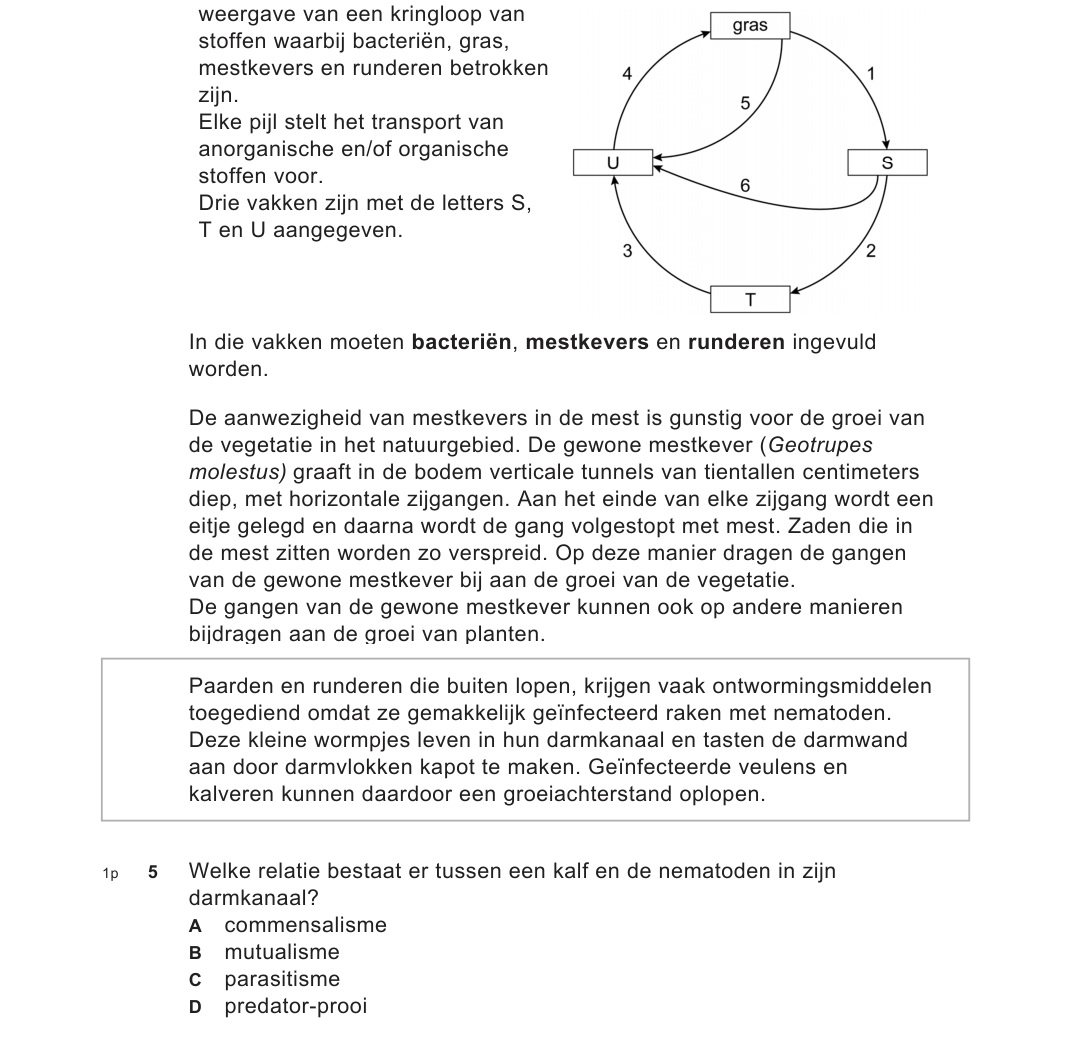 weergave van een kringloop van
stoffen waarbij bacteriën, gras,
mestkevers en runderen betrokken
zijn.
Elke pijl stelt het transport van
anorganische en/of organische
stoffen voor.
Drie vakken zijn met de letters S,
T en U aangegeven.
gras
4
1
5
U
S
6
3
2
T
In die vakken moeten bacteriën, mestkevers en runderen ingevuld
worden.
De aanwezigheid van mestkevers in de mest is gunstig voor de groei van
de vegetatie in het natuurgebied. De gewone mestkever (Geotrupes
molestus) graaft in de bodem verticale tunnels van tientallen centimeters
diep, met horizontale zijgangen. Aan het einde van elke zijgang wordt een
eitje gelegd en daarna wordt de gang volgestopt met mest. Zaden die in
de mest zitten worden zo verspreid. Op deze manier dragen de gangen
van de gewone mestkever bij aan de groei van de vegetatie.
De gangen van de gewone mestkever kunnen ook op andere manieren
bijdragen aan de groei van planten.
Paarden en runderen die buiten lopen, krijgen vaak ontwormingsmiddelen
toegediend omdat ze gemakkelijk geïnfecteerd raken met nematoden.
Deze kleine wormpjes leven in hun darmkanaal en tasten de darmwand
aan door darmvlokken kapot te maken. Geïnfecteerde veulens en
kalveren kunnen daardoor een groeiachterstand oplopen.
1p 5 Welke relatie bestaat er tussen een kalf en de nematoden in zijn
darmkanaal?
A commensalisme
B mutualisme
C parasitisme
D predator-prooi